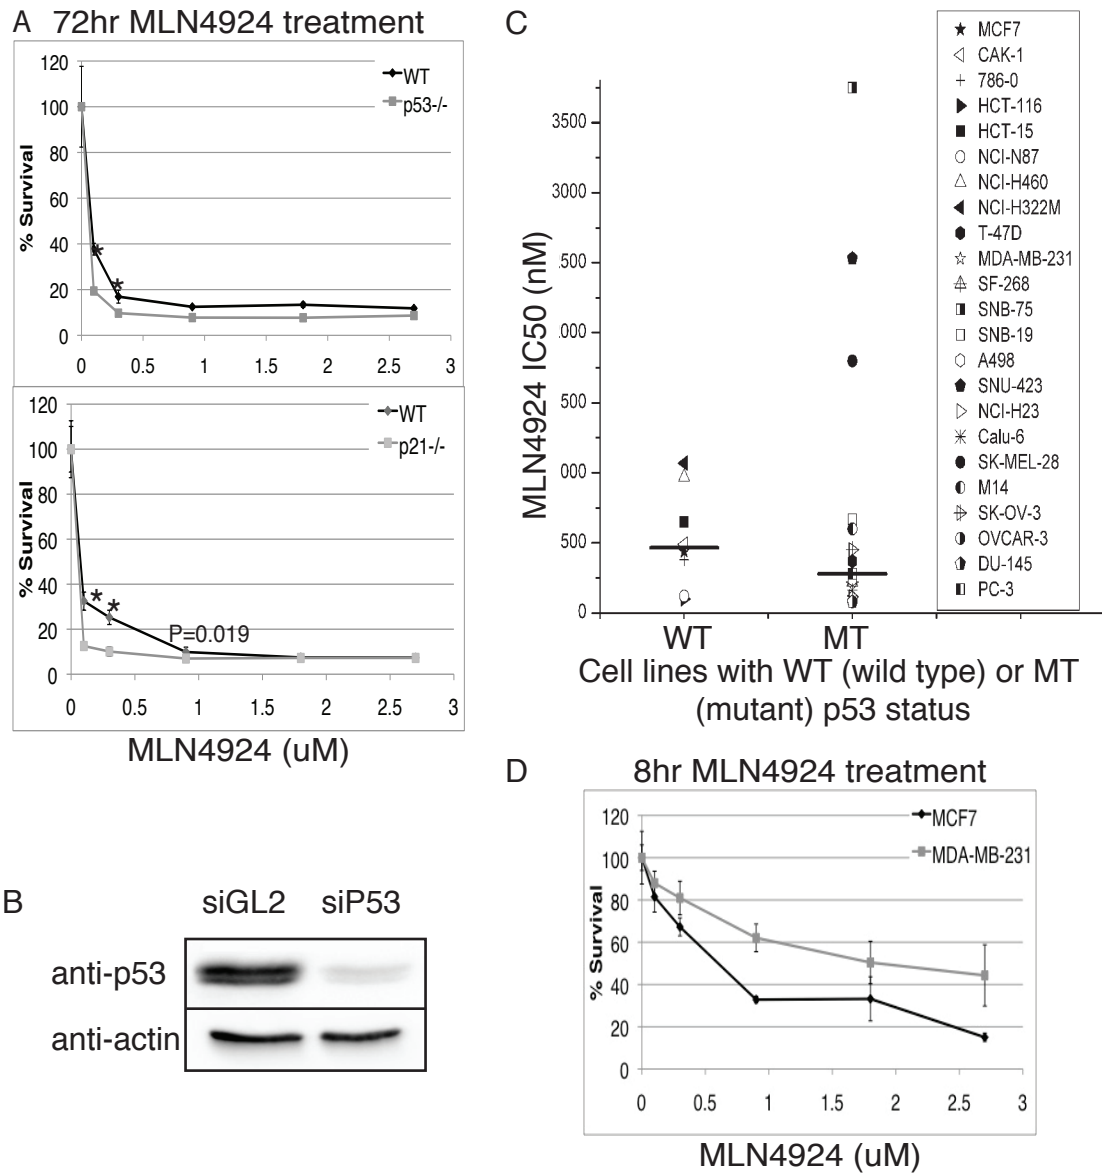 A 72hr MLN4924 treatment
120
100
80
60
40
20
0
% Survival
WT
p53-/-
*
*
0 0.5 1 1.5 2 2.5 3
120
100
80
60
40
20
0
% Survival
WT
p21-/-
* *
P=0.019
0 0.5 1 1.5 2 2.5 3
MLN4924 (uM)
B
siGL2 siP53
anti-p53
anti-actin
C
MLN4924 IC50 (nM)
3500
3000
500
000
500
000
500
0
WT MT
Cell lines with WT (wild type) or MT
(mutant) p53 status
MCF7
CAK-1
786-0
HCT-116
HCT-15
NCI-N87
NCI-H460
NCI-H322M
T-47D
MDA-MB-231
SF-268
SNB-75
SNB-19
A498
SNU-423
NCI-H23
Calu-6
SK-MEL-28
M14
SK-OV-3
OVCAR-3
DU-145
PC-3
D 8hr MLN4924 treatment
120
100
80
60
40
20
0
% Survival
MCF7
MDA-MB-231
0 0.5 1 1.5 2 2.5 3
MLN4924 (uM)